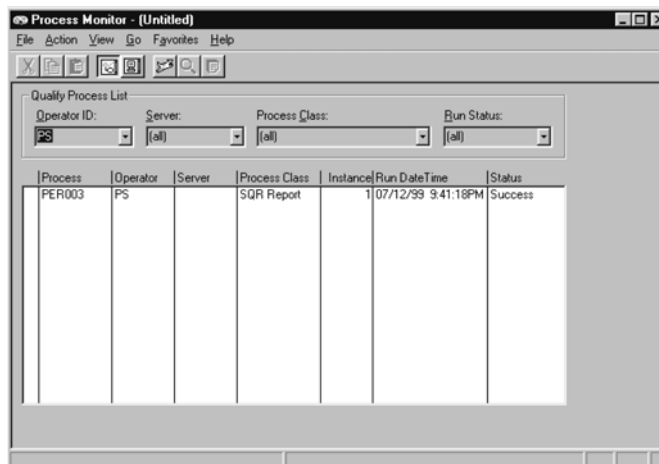 Process Monitor - (Untitled)
File Action View Go Favorites Help
Qualify Process List
Operator ID: Server: Process Class: Run Status:
PS (all) (all) (all)
Process Operator Server Process Class Instance Run DateTime Status
PER003 PS SQR Report 1 07/12/99 9:41:18PM Success